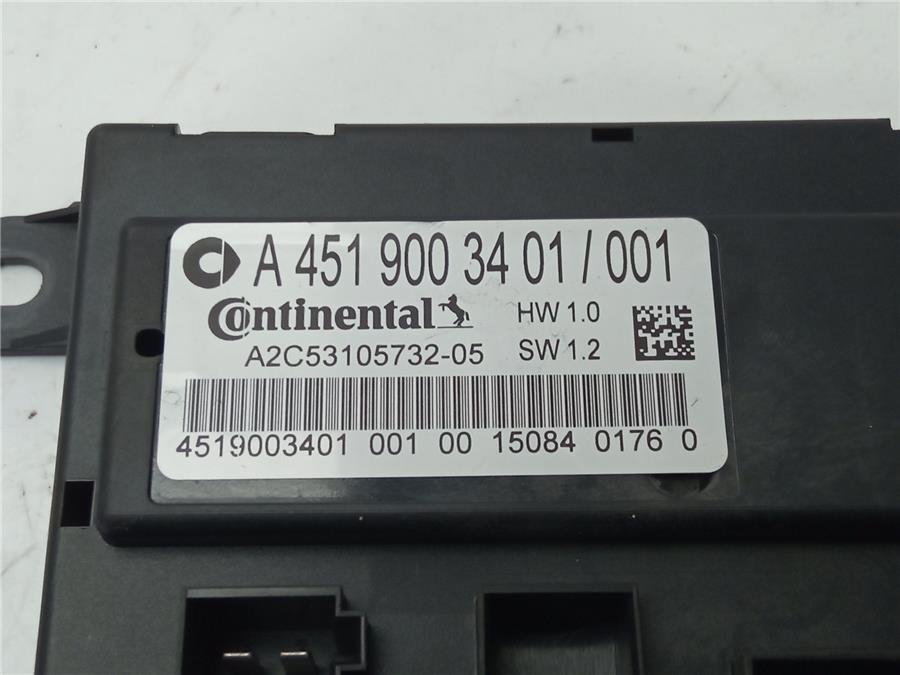 A 451 900 34 01 / 001
Continental HW 1.0
A2C53105732-05 SW 1.2
4519003401 001 00 15084 0176 0